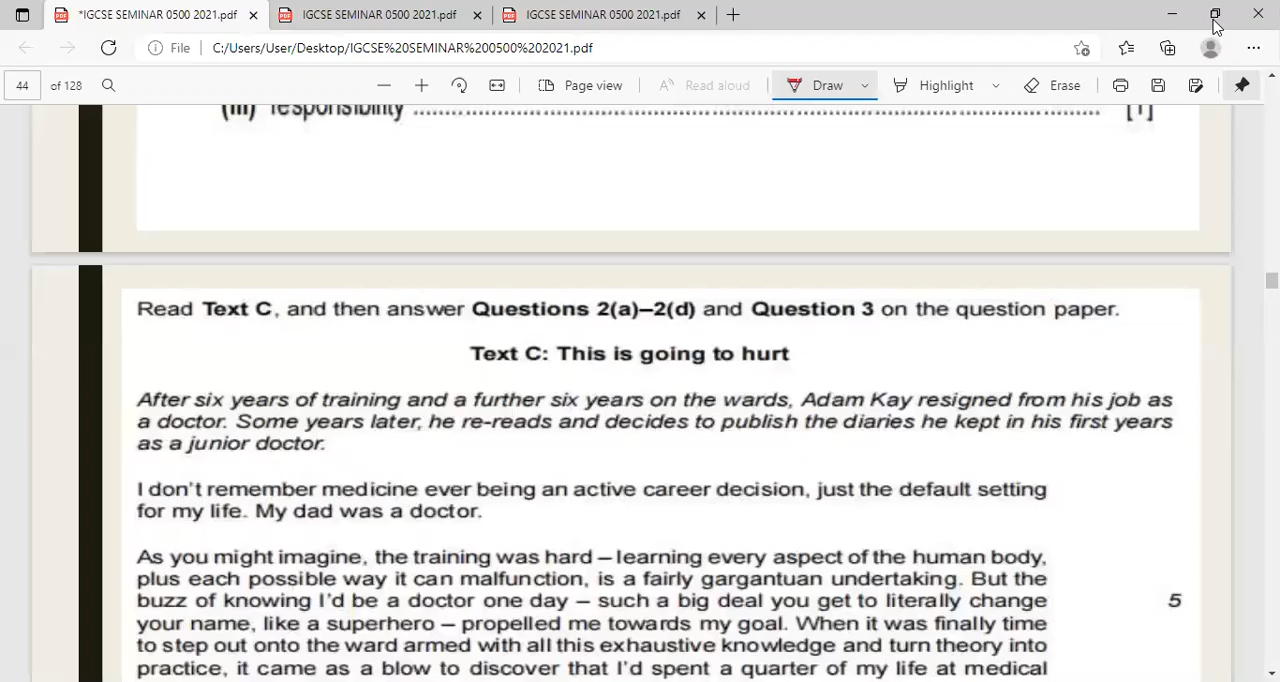 *IGCSE SEMINAR 0500 2021.pdf
IGCSE SEMINAR 0500 2021.pdf
IGCSE SEMINAR 0500 2021.pdf
File
C:/Users/User/Desktop/IGCSE%20SEMINAR%200500%202021.pdf
44 of 128
Page view
Read aloud
Draw
Highlight
Erase
(iii) responsibility ........................................................................................................ [1]
Read Text C, and then answer Questions 2(a)–2(d) and Question 3 on the question paper.
Text C: This is going to hurt
After six years of training and a further six years on the wards, Adam Kay resigned from his job as
a doctor. Some years later, he re-reads and decides to publish the diaries he kept in his first years
as a junior doctor.
I don't remember medicine ever being an active career decision, just the default setting
for my life. My dad was a doctor.
As you might imagine, the training was hard – learning every aspect of the human body,
plus each possible way it can malfunction, is a fairly gargantuan undertaking. But the
buzz of knowing I'd be a doctor one day – such a big deal you get to literally change 5
your name, like a superhero – propelled me towards my goal. When it was finally time
to step out onto the ward armed with all this exhaustive knowledge and turn theory into
practice, it came as a blow to discover that I'd spent a quarter of my life at medical